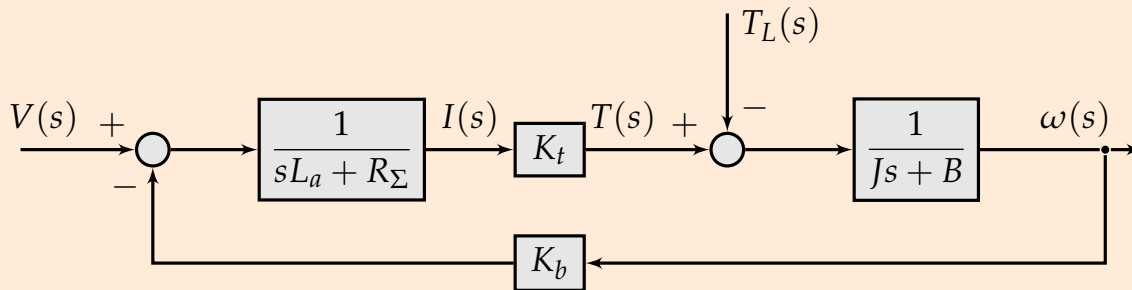 T_L(s)
V(s) + − 1/(sL_a + R_Σ) I(s) K_t T(s) + − 1/(Js + B) ω(s)
K_b